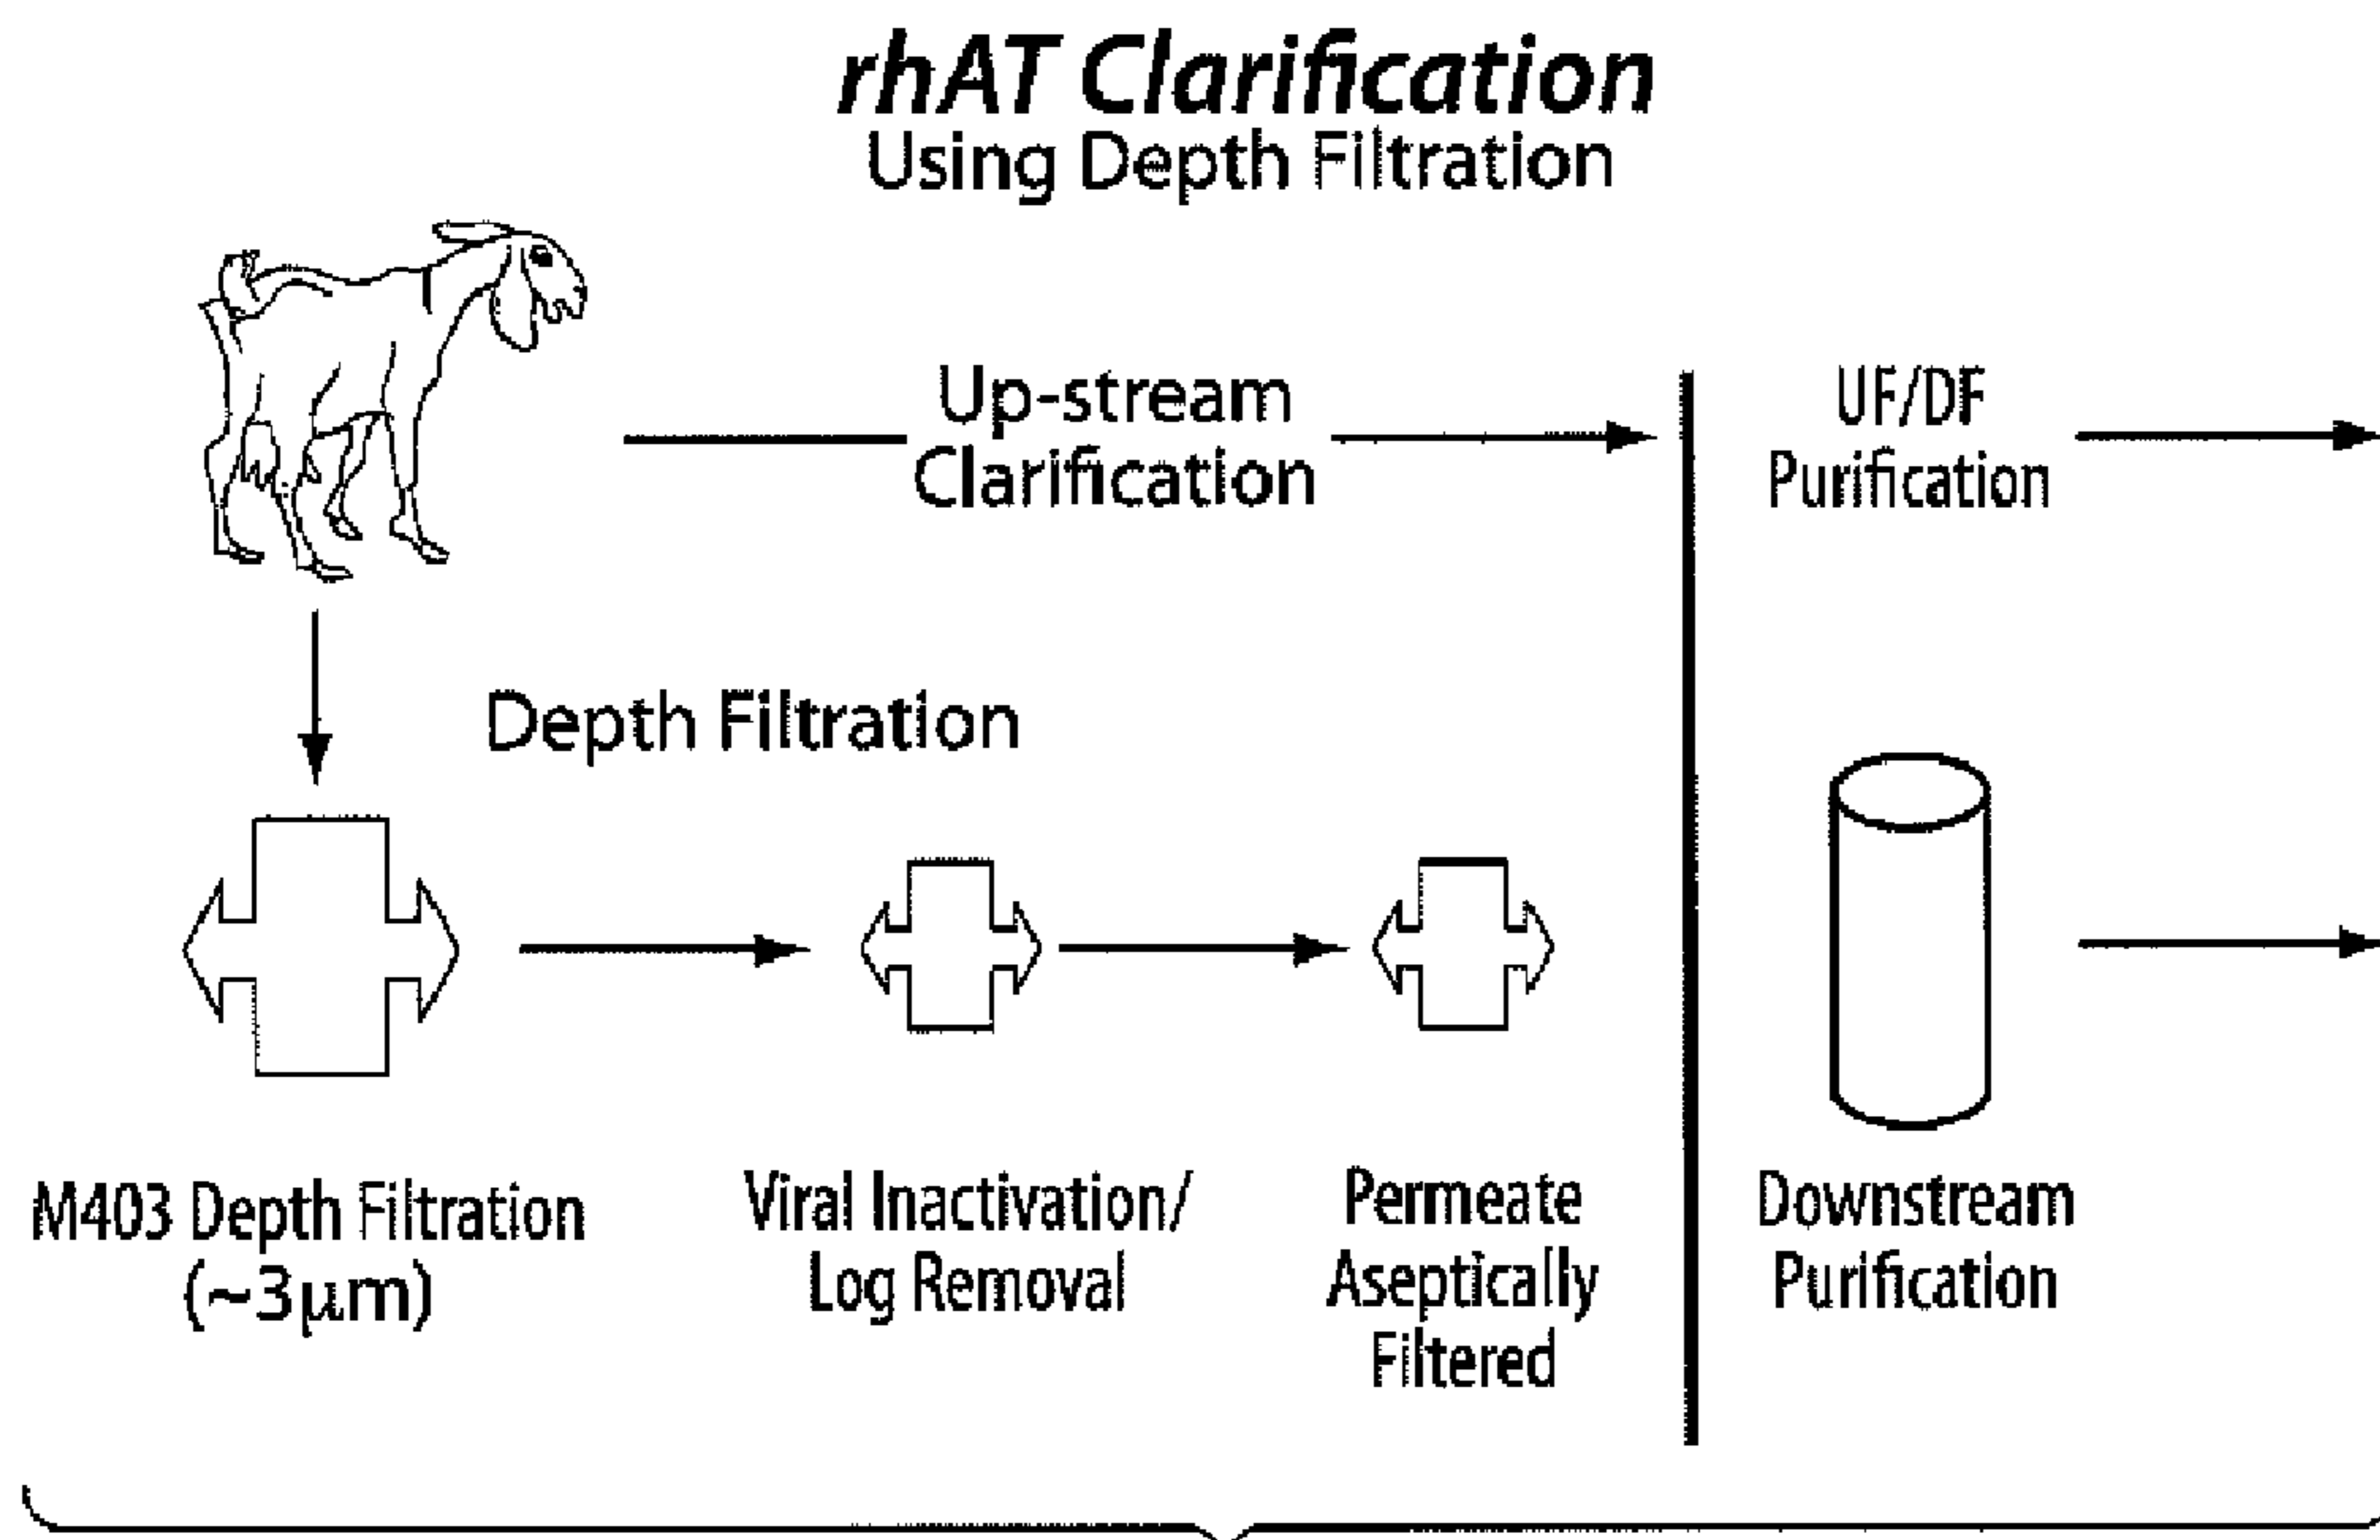 rhAT Clarification
Using Depth Filtration
Up-stream
Clarification
UF/DF
Purification
Depth Filtration
M403 Depth Filtration
(~3μm)
Viral Inactivation/
Log Removal
Permeate
Aseptically
Filtered
Downstream
Purification